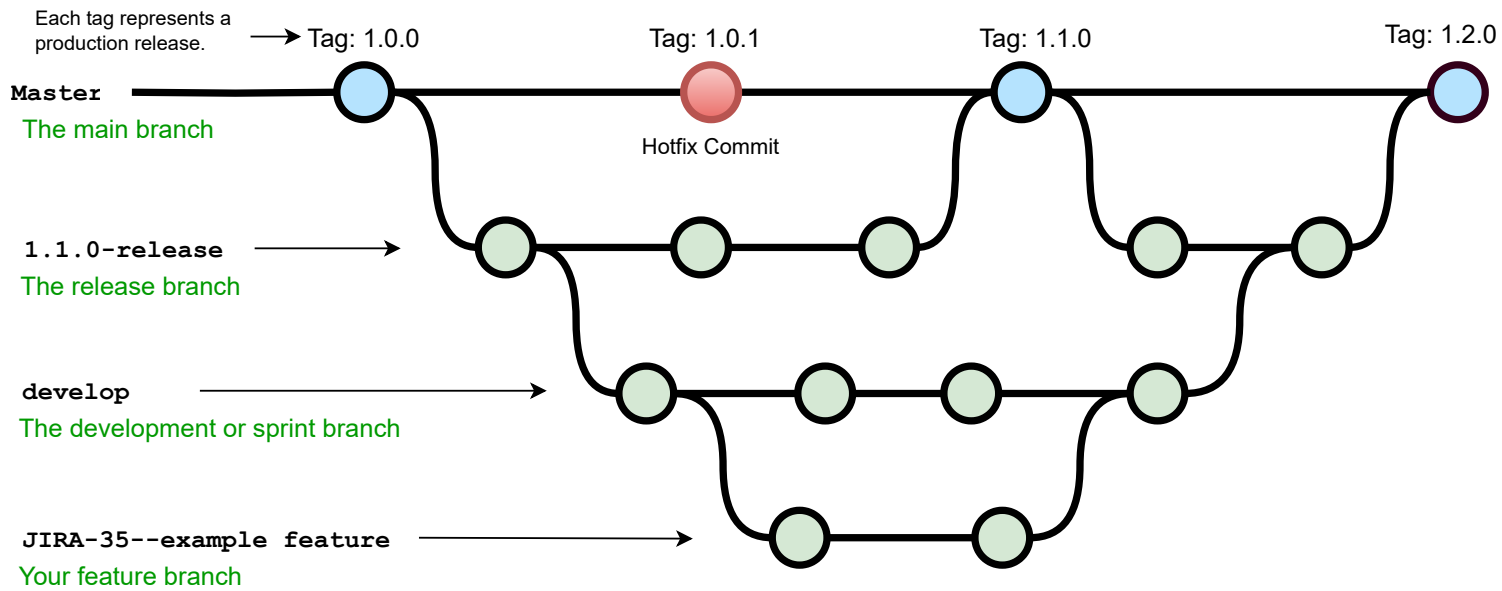 Each tag represents a
production release.
Tag: 1.0.0
Tag: 1.0.1
Tag: 1.1.0
Tag: 1.2.0
Master
The main branch
Hotfix Commit
1.1.0-release
The release branch
develop
The development or sprint branch
JIRA-35--example feature
Your feature branch